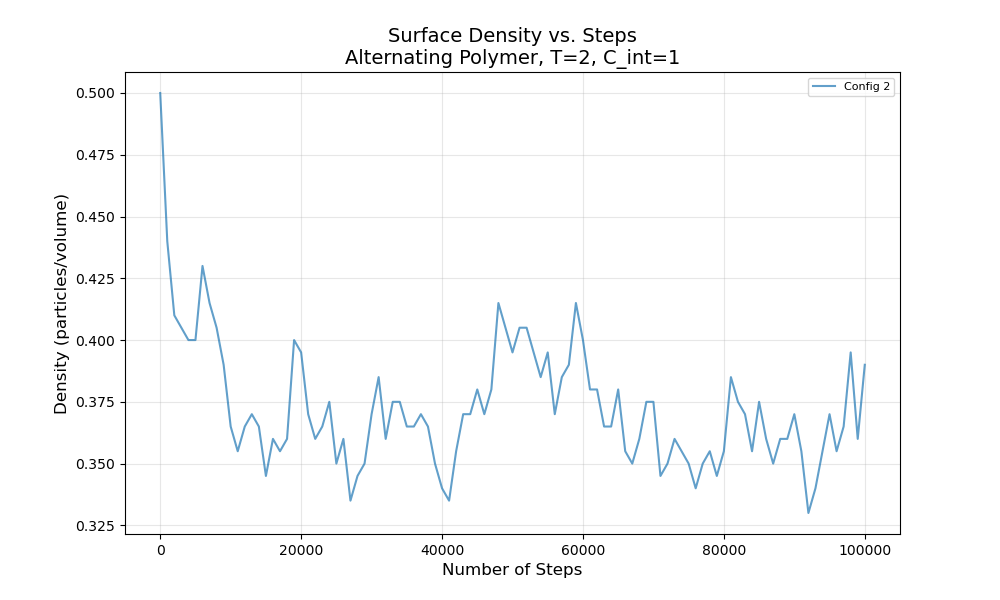 Surface Density vs. Steps
Alternating Polymer, T=2, C_int=1
Config 2
Density (particles/volume)
0.500
0.475
0.450
0.425
0.400
0.375
0.350
0.325
0 20000 40000 60000 80000 100000
Number of Steps